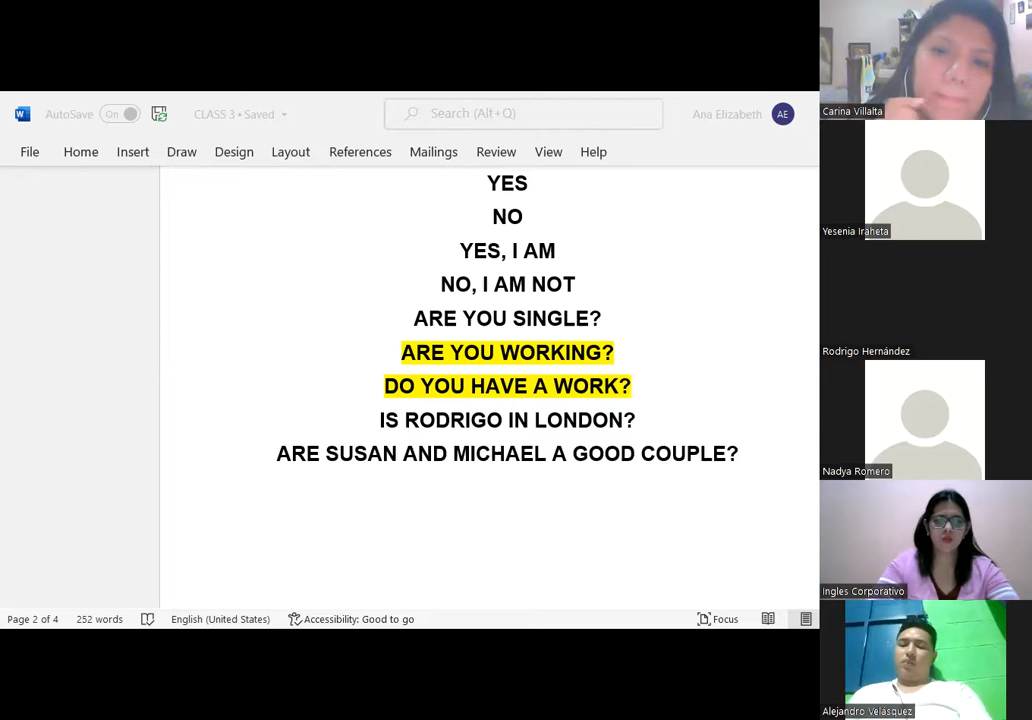 AutoSave On CLASS 3 • Saved Search (Alt+Q) Ana Elizabeth AE
File Home Insert Draw Design Layout References Mailings Review View Help
YES
NO
YES, I AM
NO, I AM NOT
ARE YOU SINGLE?
ARE YOU WORKING?
DO YOU HAVE A WORK?
IS RODRIGO IN LONDON?
ARE SUSAN AND MICHAEL A GOOD COUPLE?
Page 2 of 4 252 words English (United States) Accessibility: Good to go Focus
Carina Villalta
Yesenia Iraheta
Rodrigo Hernández
Nadya Romero
Ingles Corporativo
Alejandro Velásquez